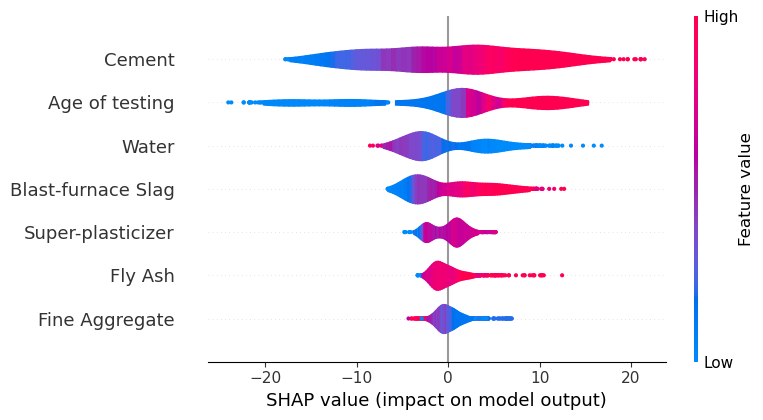 High
Cement
Age of testing
Water
Blast-furnace Slag
Super-plasticizer
Fly Ash
Fine Aggregate
Feature value
Low
−20 −10 0 10 20
SHAP value (impact on model output)